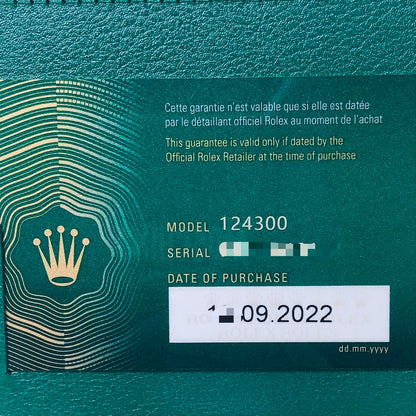 Cette garantie n'est valable que si elle est datée
par le détaillant officiel Rolex au moment de l'achat
This guarantee is valid only if dated by the
Official Rolex Retailer at the time of purchase
MODEL 124300
SERIAL
DATE OF PURCHASE
.09.2022
dd.mm.yyyy